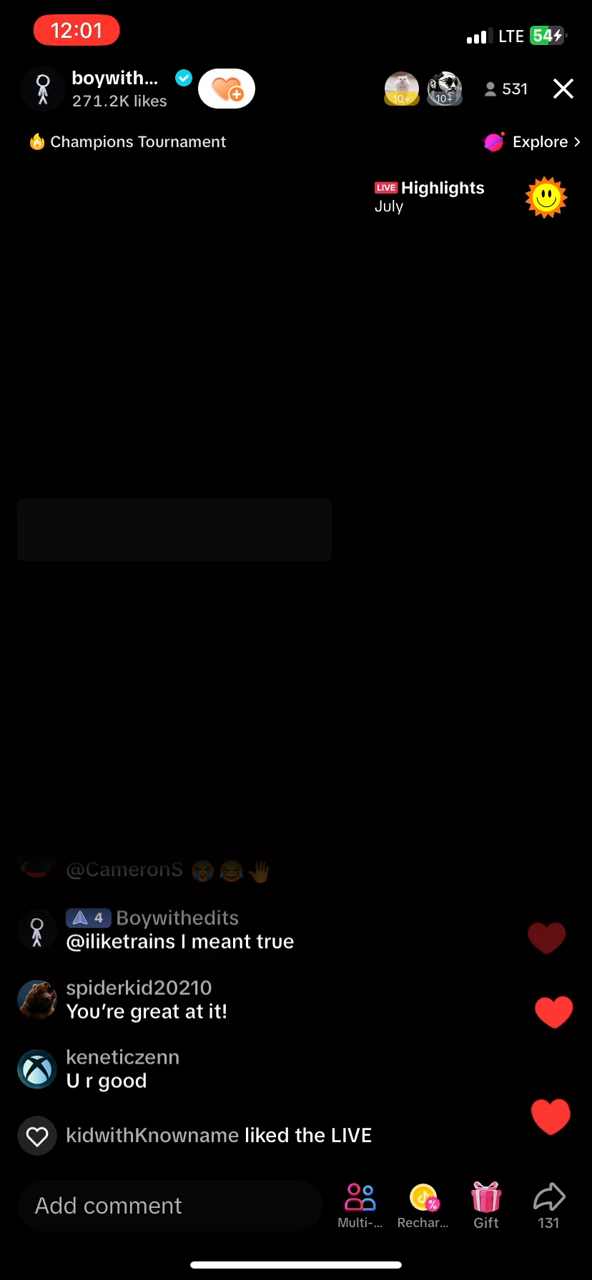 12:01
LTE 54
boywith...
271.2K likes
10+
10+
531
Champions Tournament
Explore >
LIVE Highlights
July
@CameronS 😭😂🤚
4 Boywithedits
@iliketrains I meant true
spiderkid20210
You’re great at it!
keneticzenn
U r good
kidwithKnowname liked the LIVE
Add comment
Multi-...
Rechar...
Gift
131